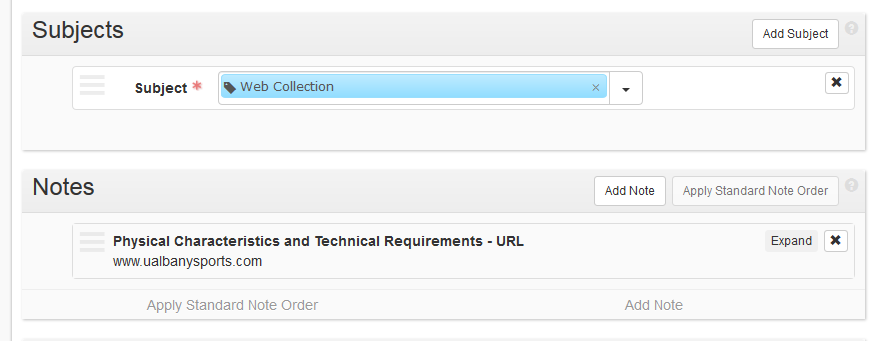 Subjects
Add Subject
Subject *
Web Collection ×
Notes
Add Note
Apply Standard Note Order
Physical Characteristics and Technical Requirements - URL
Expand
www.ualbanysports.com
Apply Standard Note Order
Add Note